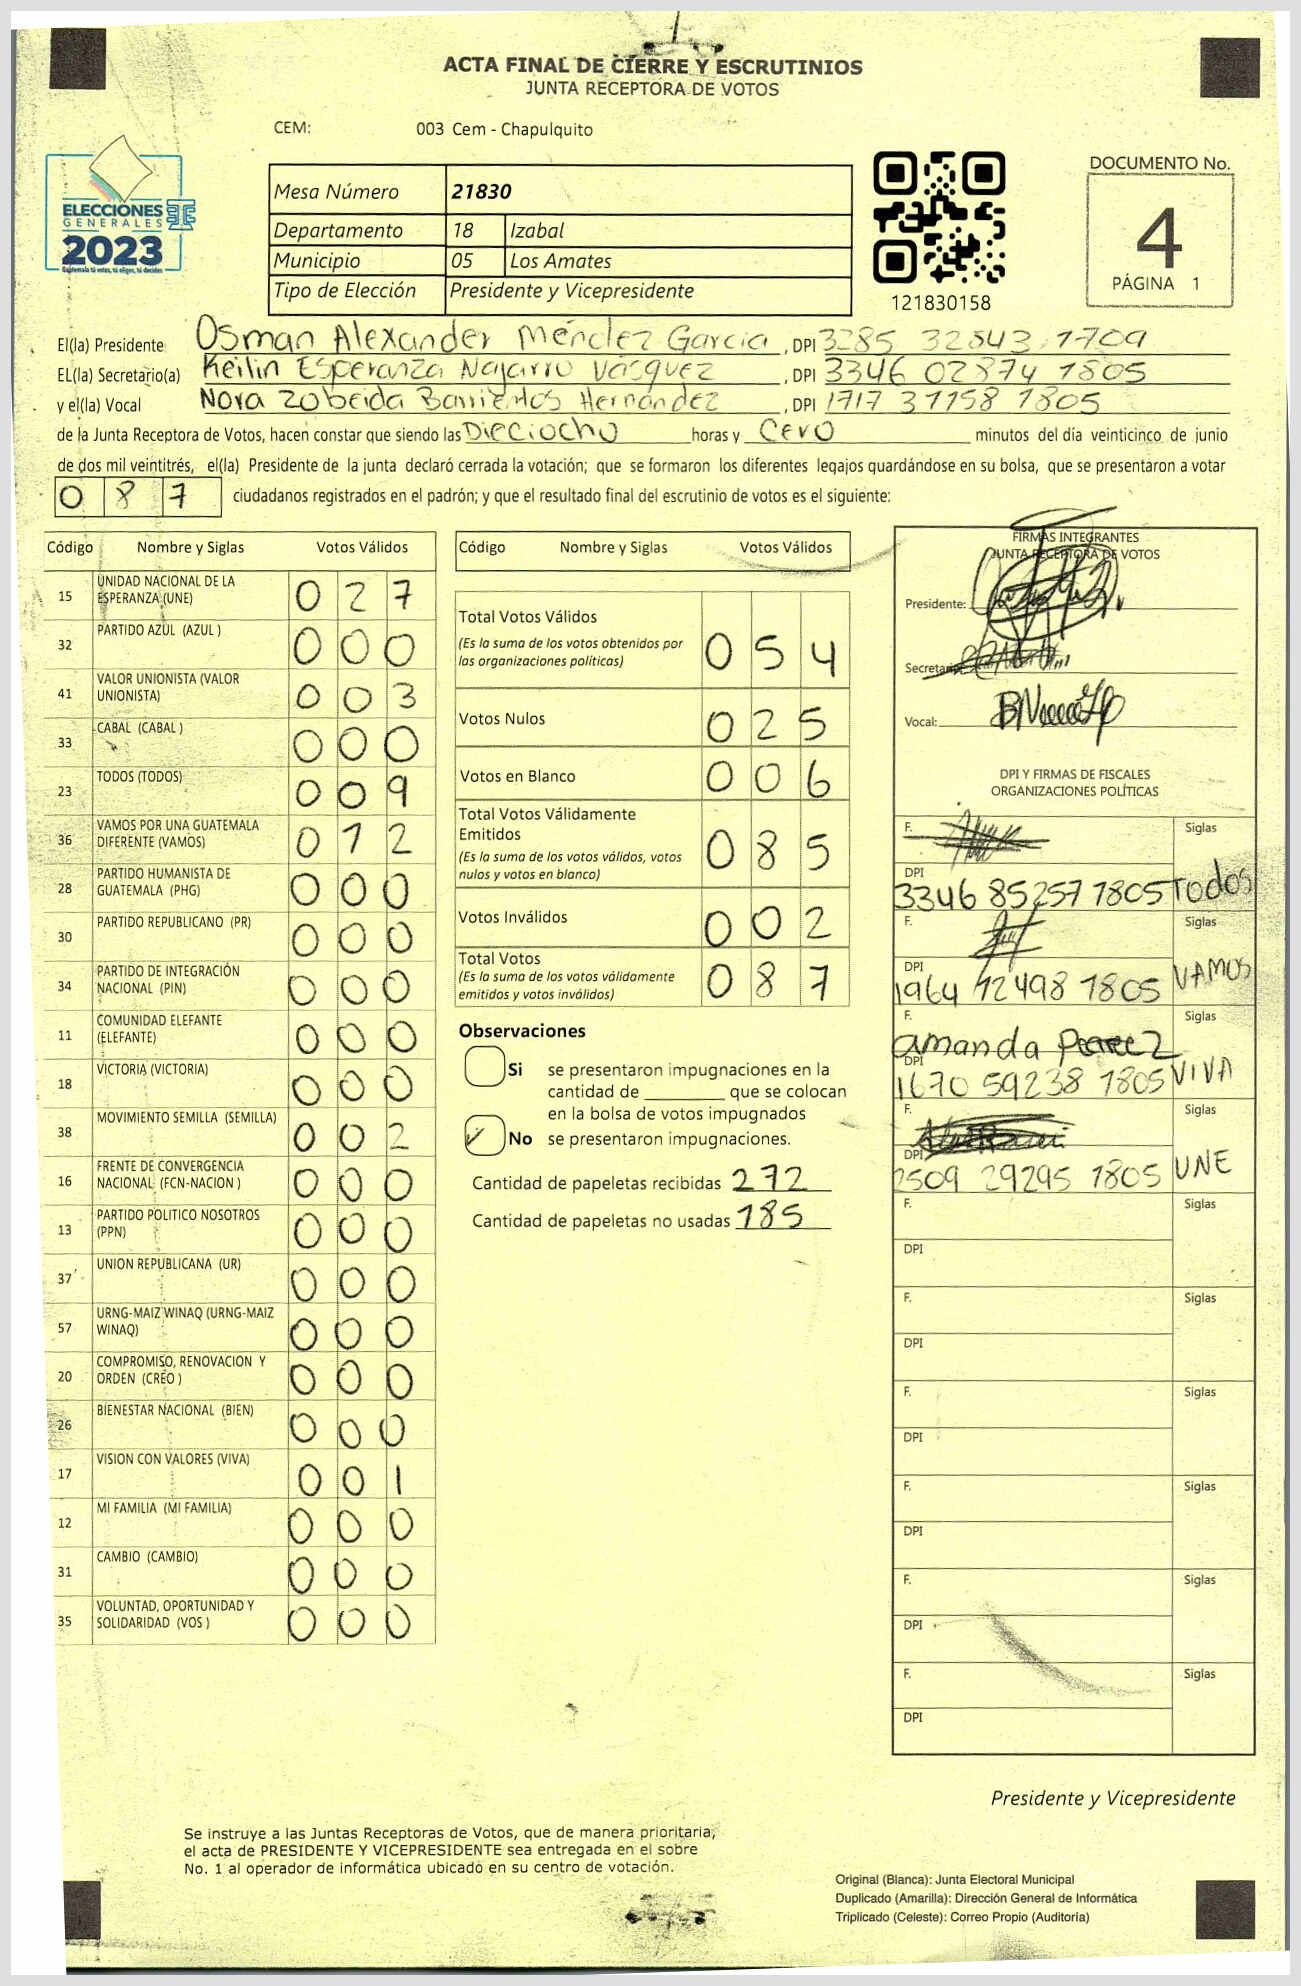 ACTA FINAL DE CIERRE Y ESCRUTINIOS
JUNTA RECEPTORA DE VOTOS
CEM: 003 Cem - Chapulquito
ELECCIONES
GENERALES
2023
Guatemala tú votas, tú eliges, tú decides
Mesa Número 21830
Departamento 18 Izabal
Municipio 05 Los Amates
Tipo de Elección Presidente y Vicepresidente
121830158
DOCUMENTO No.
4
PÁGINA 1
El(la) Presidente Osman Alexander Méndez Garcia , DPI 3285 32843 1709
EL(la) Secretario(a) Keilin Esperanza Najarro Vásquez , DPI 3346 02874 1805
y el(la) Vocal Nora Zobeida Barrientos Hernández , DPI 1717 31158 1805
de la Junta Receptora de Votos, hacen constar que siendo las Dieciocho horas y Cero minutos del día veinticinco de junio
de dos mil veintitrés, el(la) Presidente de la junta declaró cerrada la votación; que se formaron los diferentes legajos guardándose en su bolsa, que se presentaron a votar
0 8 7 ciudadanos registrados en el padrón; y que el resultado final del escrutinio de votos es el siguiente:
Código Nombre y Siglas Votos Válidos
15 UNIDAD NACIONAL DE LA
ESPERANZA (UNE) 0 2 7
32 PARTIDO AZUL (AZUL ) 0 0 0
41 VALOR UNIONISTA (VALOR
UNIONISTA) 0 0 3
33 CABAL (CABAL ) 0 0 0
23 TODOS (TODOS) 0 0 9
36 VAMOS POR UNA GUATEMALA
DIFERENTE (VAMOS) 0 1 2
28 PARTIDO HUMANISTA DE
GUATEMALA (PHG) 0 0 0
30 PARTIDO REPUBLICANO (PR) 0 0 0
34 PARTIDO DE INTEGRACIÓN
NACIONAL (PIN) 0 0 0
11 COMUNIDAD ELEFANTE
(ELEFANTE) 0 0 0
18 VICTORIA (VICTORIA) 0 0 0
38 MOVIMIENTO SEMILLA (SEMILLA) 0 0 2
16 FRENTE DE CONVERGENCIA
NACIONAL (FCN-NACION ) 0 0 0
13 PARTIDO POLITICO NOSOTROS
(PPN) 0 0 0
37 UNION REPUBLICANA (UR) 0 0 0
57 URNG-MAIZ WINAQ (URNG-MAIZ
WINAQ) 0 0 0
20 COMPROMISO, RENOVACION Y
ORDEN (CREO ) 0 0 0
26 BIENESTAR NACIONAL (BIEN) 0 0 0
17 VISION CON VALORES (VIVA) 0 0 1
12 MI FAMILIA (MI FAMILIA) 0 0 0
31 CAMBIO (CAMBIO) 0 0 0
35 VOLUNTAD, OPORTUNIDAD Y
SOLIDARIDAD (VOS ) 0 0 0
Código Nombre y Siglas Votos Válidos
Total Votos Válidos
(Es la suma de los votos obtenidos por
las organizaciones políticas) 0 5 4
Votos Nulos 0 2 5
Votos en Blanco 0 0 6
Total Votos Válidamente
Emitidos
(Es la suma de los votos válidos, votos
nulos y votos en blanco) 0 8 5
Votos Inválidos 0 0 2
Total Votos
(Es la suma de los votos válidamente
emitidos y votos inválidos) 0 8 7
Observaciones
Si se presentaron impugnaciones en la
cantidad de ________ que se colocan
en la bolsa de votos impugnados
No se presentaron impugnaciones.
Cantidad de papeletas recibidas 272
Cantidad de papeletas no usadas 185
FIRMAS INTEGRANTES
JUNTA RECEPTORA DE VOTOS
Presidente:
Secretario:
Vocal:
DPI Y FIRMAS DE FISCALES
ORGANIZACIONES POLÍTICAS
F. Siglas
DPI
3346 85257 1805 TODOS
F. Siglas
DPI
1964 12498 1805 VAMOS
F. Siglas
amanda Perez
DPI
1670 59238 1805 VIVA
F. Siglas
DPI
2509 29295 1805 UNE
F. Siglas
DPI
F. Siglas
DPI
F. Siglas
DPI
F. Siglas
DPI
F. Siglas
DPI
F. Siglas
DPI
Presidente y Vicepresidente
Se instruye a las Juntas Receptoras de Votos, que de manera prioritaria,
el acta de PRESIDENTE Y VICEPRESIDENTE sea entregada en el sobre
No. 1 al operador de informática ubicado en su centro de votación.
Original (Blanca): Junta Electoral Municipal
Duplicado (Amarilla): Dirección General de Informática
Triplicado (Celeste): Correo Propio (Auditoría)